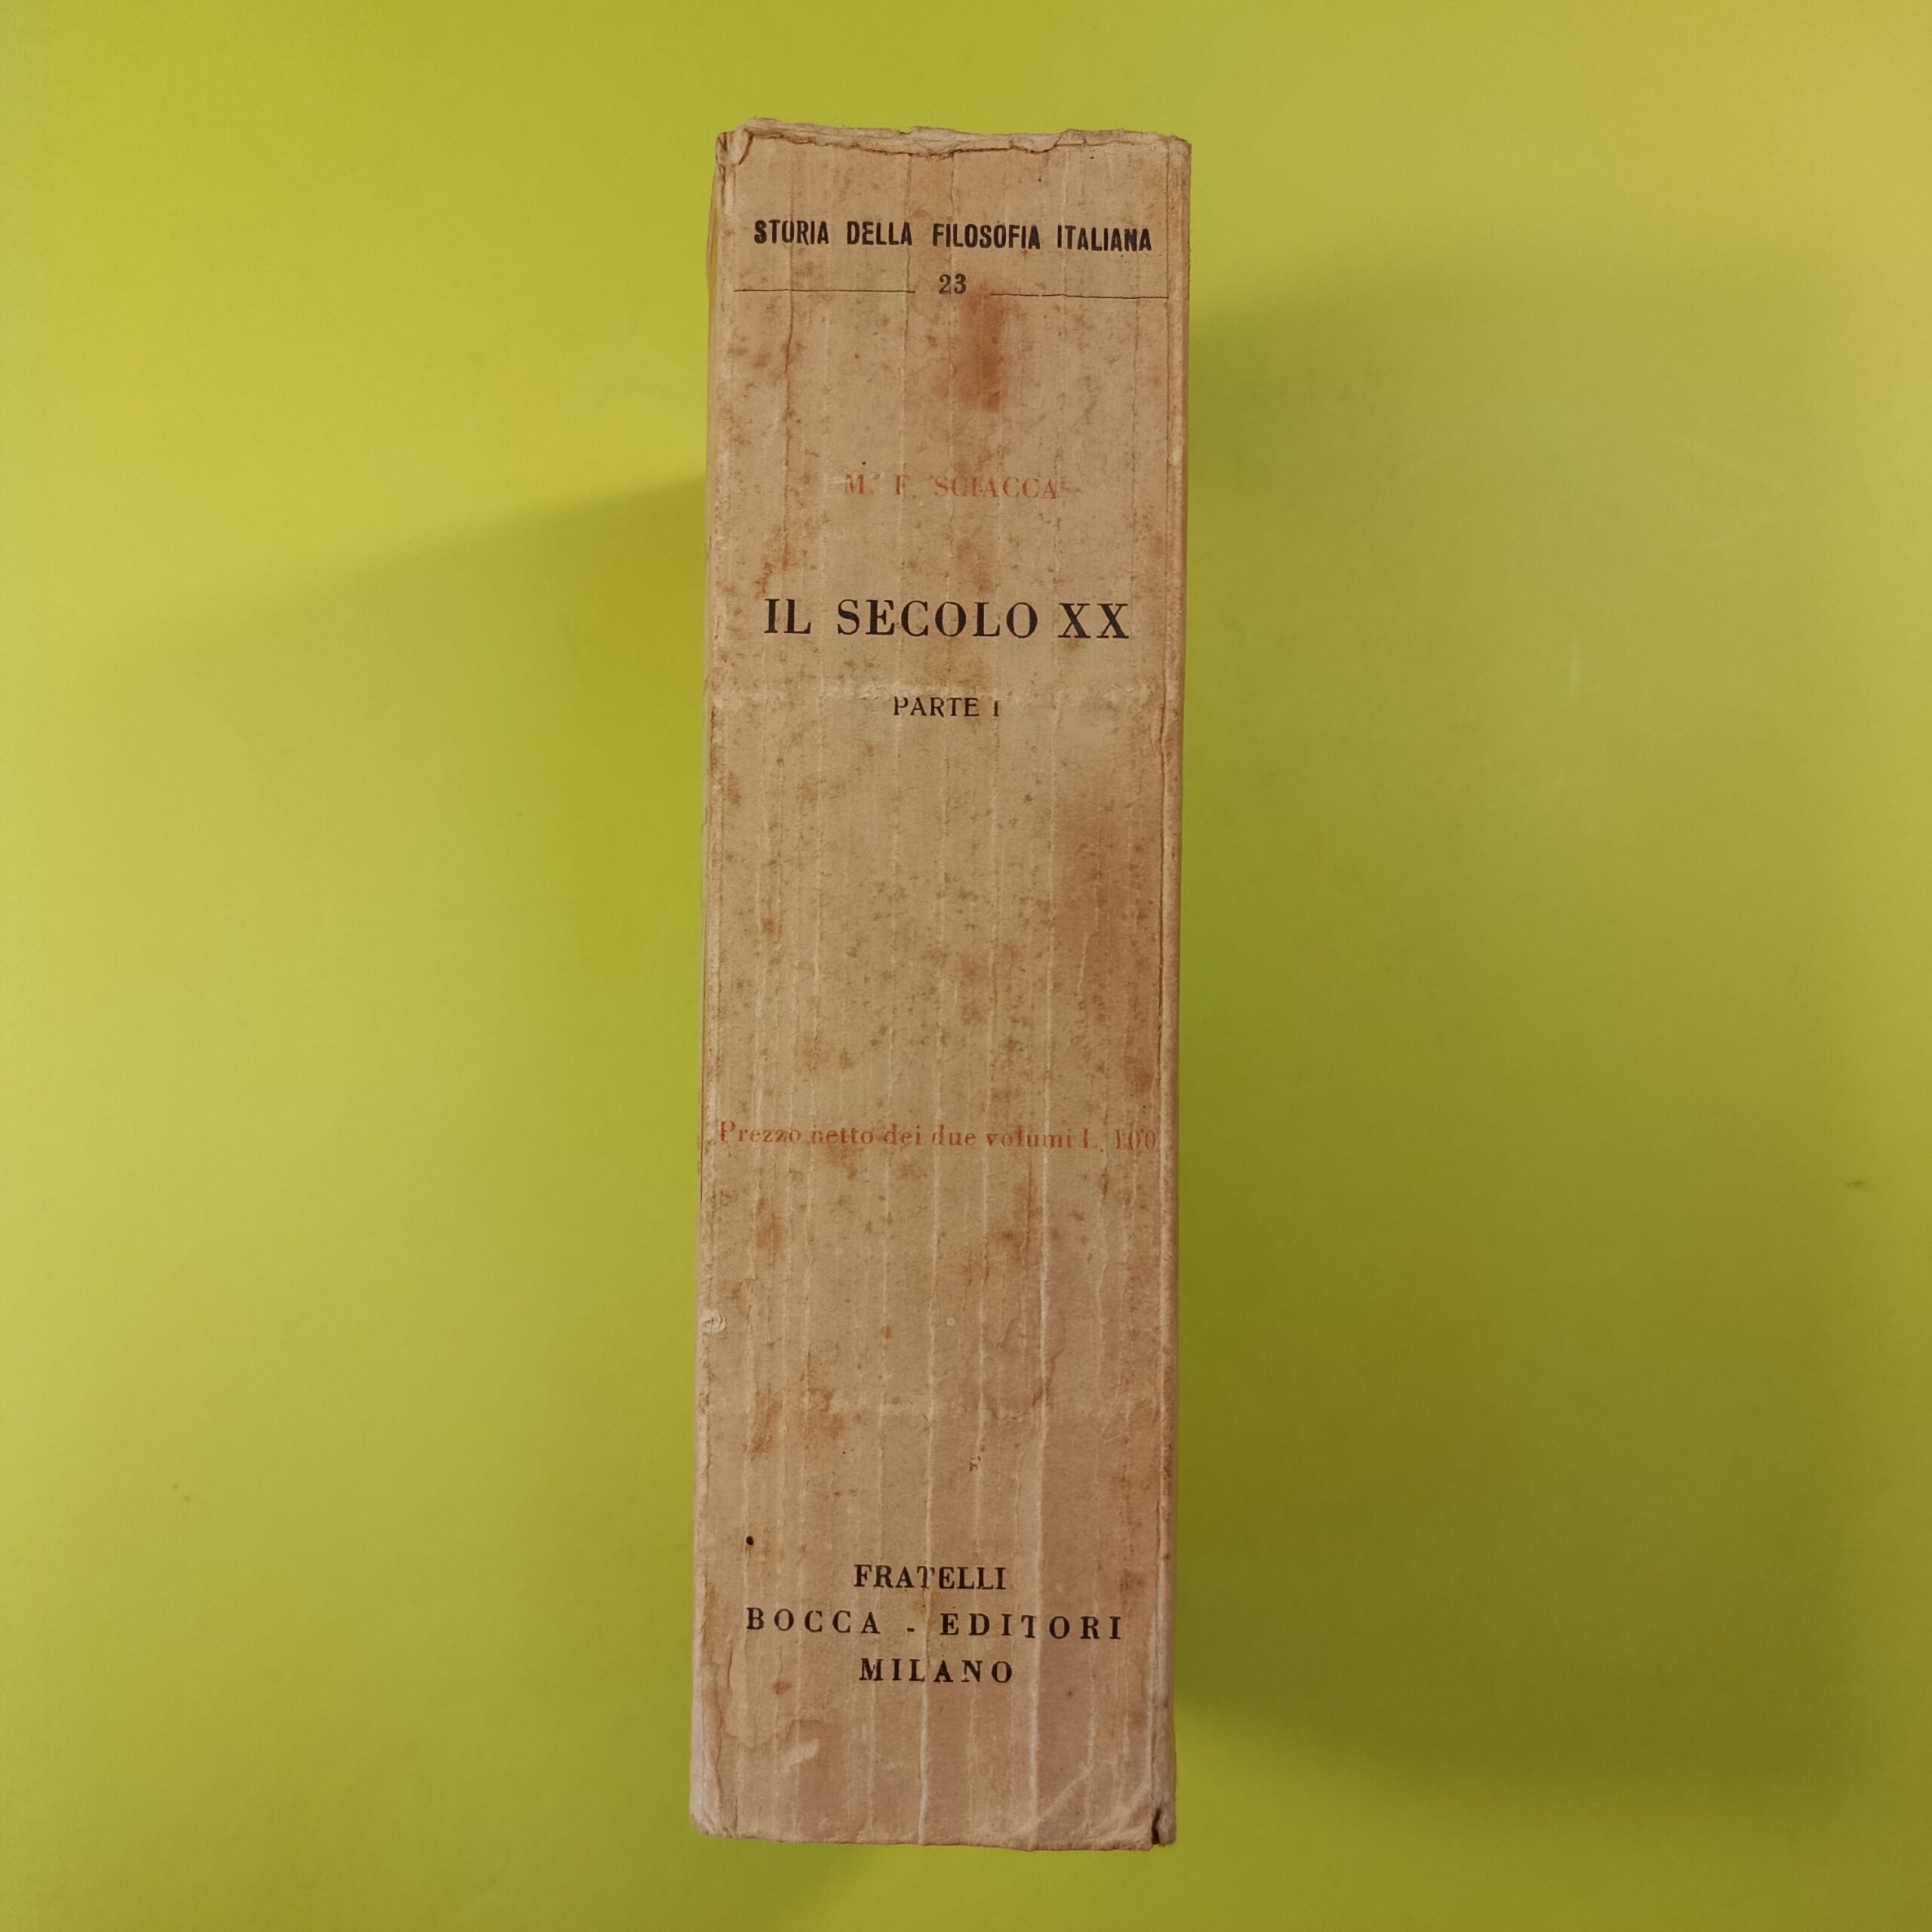 STORIA DELLA FILOSOFIA ITALIANA
23
M. F. SCIACCA
IL SECOLO XX
PARTE I
Prezzo netto dei due volumi L. 100
FRATELLI
BOCCA - EDITORI
MILANO